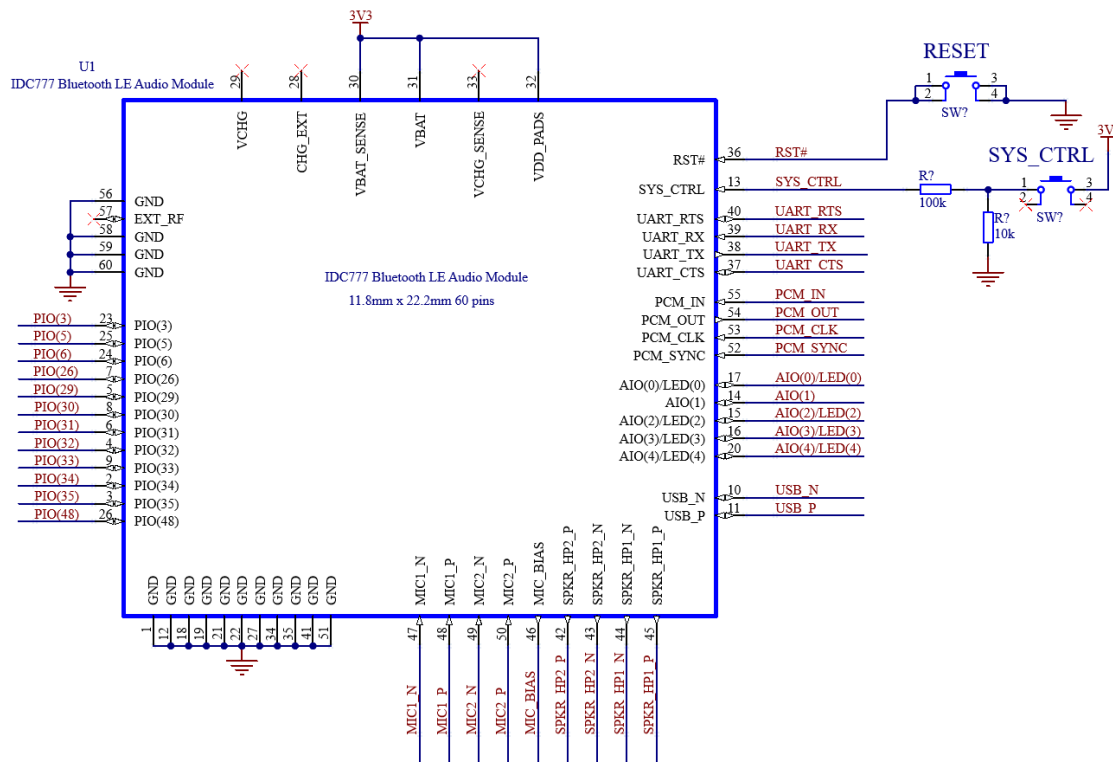 3V3
U1
IDC777 Bluetooth LE Audio Module
29
28
30
31
33
32
VCHG
CHG_EXT
VBAT_SENSE
VBAT
VCHG_SENSE
VDD_PADS
RESET
1
2
3
4
SW?
3V
SYS_CTRL
1
2
3
4
SW?
R?
100k
R?
10k
RST# 36 RST#
SYS_CTRL 13 SYS_CTRL
UART_RTS 40 UART_RTS
UART_RX 39 UART_RX
UART_TX 38 UART_TX
UART_CTS 37 UART_CTS
PCM_IN 55 PCM_IN
PCM_OUT 54 PCM_OUT
PCM_CLK 53 PCM_CLK
PCM_SYNC 52 PCM_SYNC
AIO(0)/LED(0) 17 AIO(0)/LED(0)
AIO(1) 14 AIO(1)
AIO(2)/LED(2) 15 AIO(2)/LED(2)
AIO(3)/LED(3) 16 AIO(3)/LED(3)
AIO(4)/LED(4) 20 AIO(4)/LED(4)
USB_N 10 USB_N
USB_P 11 USB_P
56 GND
57 EXT_RF
58 GND
59 GND
60 GND
IDC777 Bluetooth LE Audio Module
11.8mm x 22.2mm 60 pins
PIO(3) 23 PIO(3)
PIO(5) 25 PIO(5)
PIO(6) 24 PIO(6)
PIO(26) 7 PIO(26)
PIO(29) 5 PIO(29)
PIO(30) 8 PIO(30)
PIO(31) 6 PIO(31)
PIO(32) 4 PIO(32)
PIO(33) 9 PIO(33)
PIO(34) 2 PIO(34)
PIO(35) 3 PIO(35)
PIO(48) 26 PIO(48)
GND 1
GND 12
GND 18
GND 19
GND 21
GND 22
GND 27
GND 34
GND 35
GND 41
GND 51
MIC1_N 47 MIC1_N
MIC1_P 48 MIC1_P
MIC2_N 49 MIC2_N
MIC2_P 50 MIC2_P
MIC_BIAS 46 MIC_BIAS
SPKR_HP2_P 42 SPKR_HP2_P
SPKR_HP2_N 43 SPKR_HP2_N
SPKR_HP1_N 44 SPKR_HP1_N
SPKR_HP1_P 45 SPKR_HP1_P